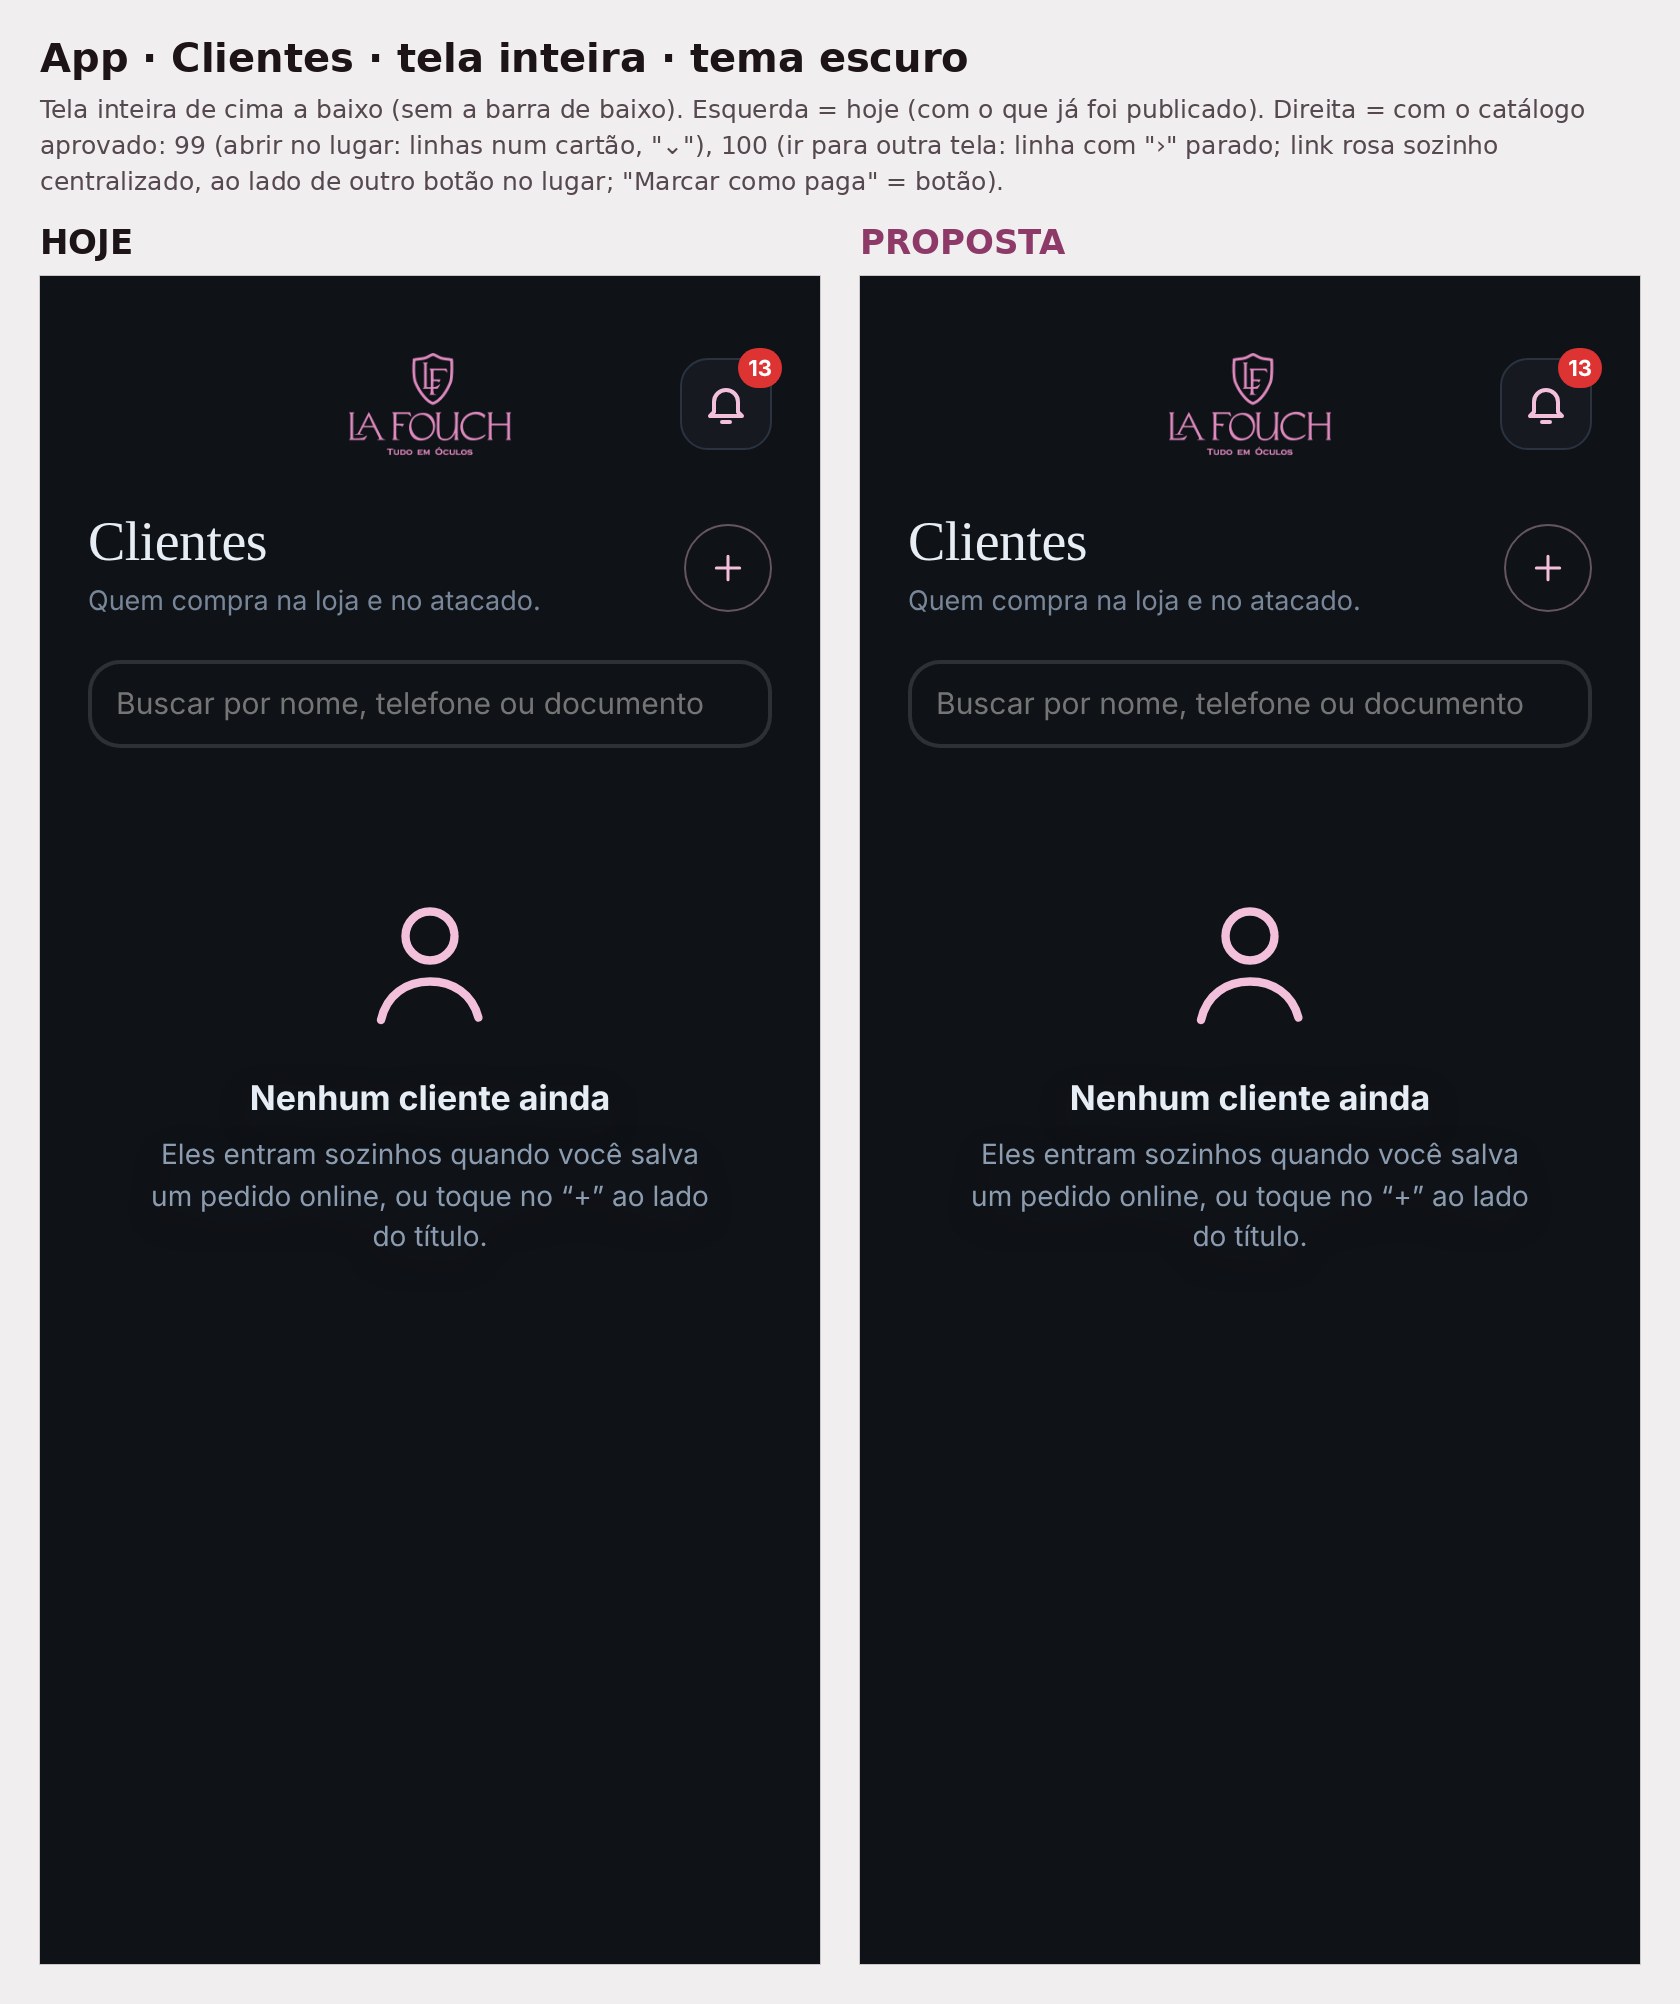 App · Clientes · tela inteira · tema escuro
Tela inteira de cima a baixo (sem a barra de baixo). Esquerda = hoje (com o que já foi publicado). Direita = com o catálogo
aprovado: 99 (abrir no lugar: linhas num cartão, "⌄"), 100 (ir para outra tela: linha com "›" parado; link rosa sozinho
centralizado, ao lado de outro botão no lugar; "Marcar como paga" = botão).
HOJE
LF
LA FOUCH
TUDO EM ÓCULOS
13
Clientes
Quem compra na loja e no atacado.
Buscar por nome, telefone ou documento
Nenhum cliente ainda
Eles entram sozinhos quando você salva
um pedido online, ou toque no “+” ao lado
do título.
PROPOSTA
LF
LA FOUCH
TUDO EM ÓCULOS
13
Clientes
Quem compra na loja e no atacado.
Buscar por nome, telefone ou documento
Nenhum cliente ainda
Eles entram sozinhos quando você salva
um pedido online, ou toque no “+” ao lado
do título.